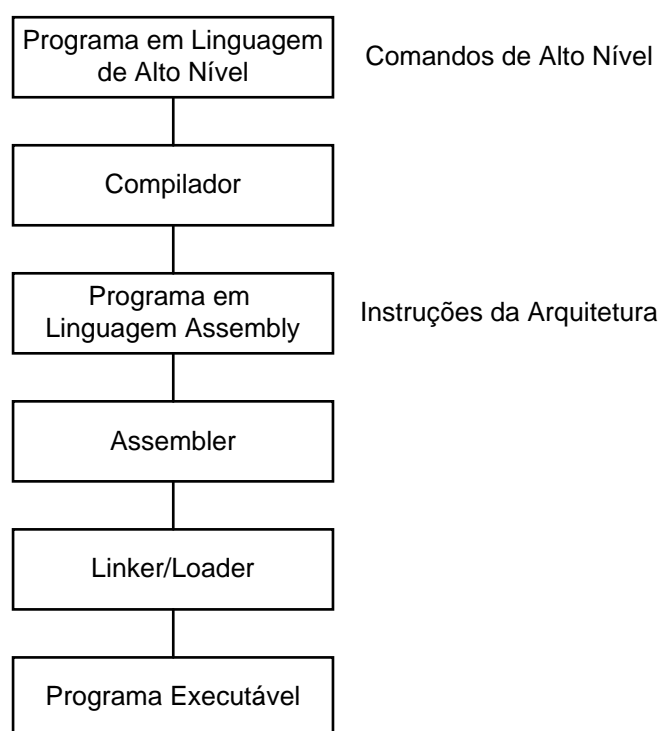 Programa em Linguagem
de Alto Nível
Comandos de Alto Nível
Compilador
Programa em
Linguagem Assembly
Instruções da Arquitetura
Assembler
Linker/Loader
Programa Executável